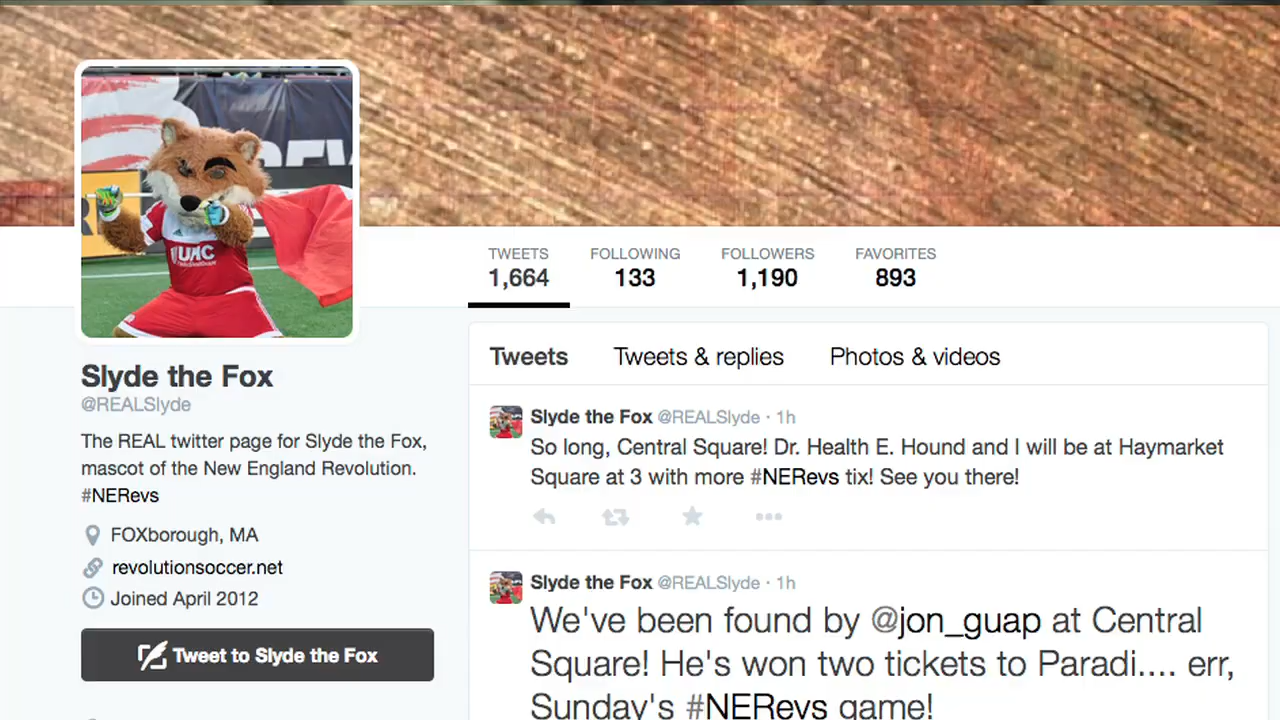 UHC
TWEETS FOLLOWING FOLLOWERS FAVORITES
1,664 133 1,190 893
Tweets Tweets & replies Photos & videos
Slyde the Fox
@REALSlyde
The REAL twitter page for Slyde the Fox,
mascot of the New England Revolution.
#NERevs
FOXborough, MA
revolutionsoccer.net
Joined April 2012
Tweet to Slyde the Fox
Slyde the Fox @REALSlyde · 1h
So long, Central Square! Dr. Health E. Hound and I will be at Haymarket
Square at 3 with more #NERevs tix! See you there!
Slyde the Fox @REALSlyde · 1h
We've been found by @jon_guap at Central
Square! He's won two tickets to Paradi.... err,
Sunday's #NERevs game!